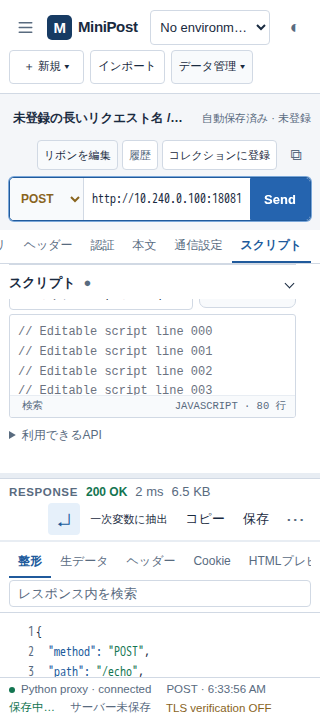 M MiniPost No environm…
+ 新規 ▾ インポート データ管理 ▾
未登録の長いリクエスト名 /… 自動保存済み · 未登録
リボンを編集 履歴 コレクションに登録
POST http://10.240.0.100:18081 Send
ヘッダー 認証 本文 通信設定 スクリプト
スクリプト
// Editable script line 000
// Editable script line 001
// Editable script line 002
// Editable script line 003
検索 JAVASCRIPT · 80 行
▶ 利用できるAPI
RESPONSE 200 OK 2 ms 6.5 KB
一次変数に抽出 コピー 保存 ···
整形 生データ ヘッダー Cookie HTMLプレビ
レスポンス内を検索
1 {
2 "method": "POST",
3 "path": "/echo",
Python proxy · connected POST · 6:33:56 AM
保存中… サーバー未保存 TLS verification OFF